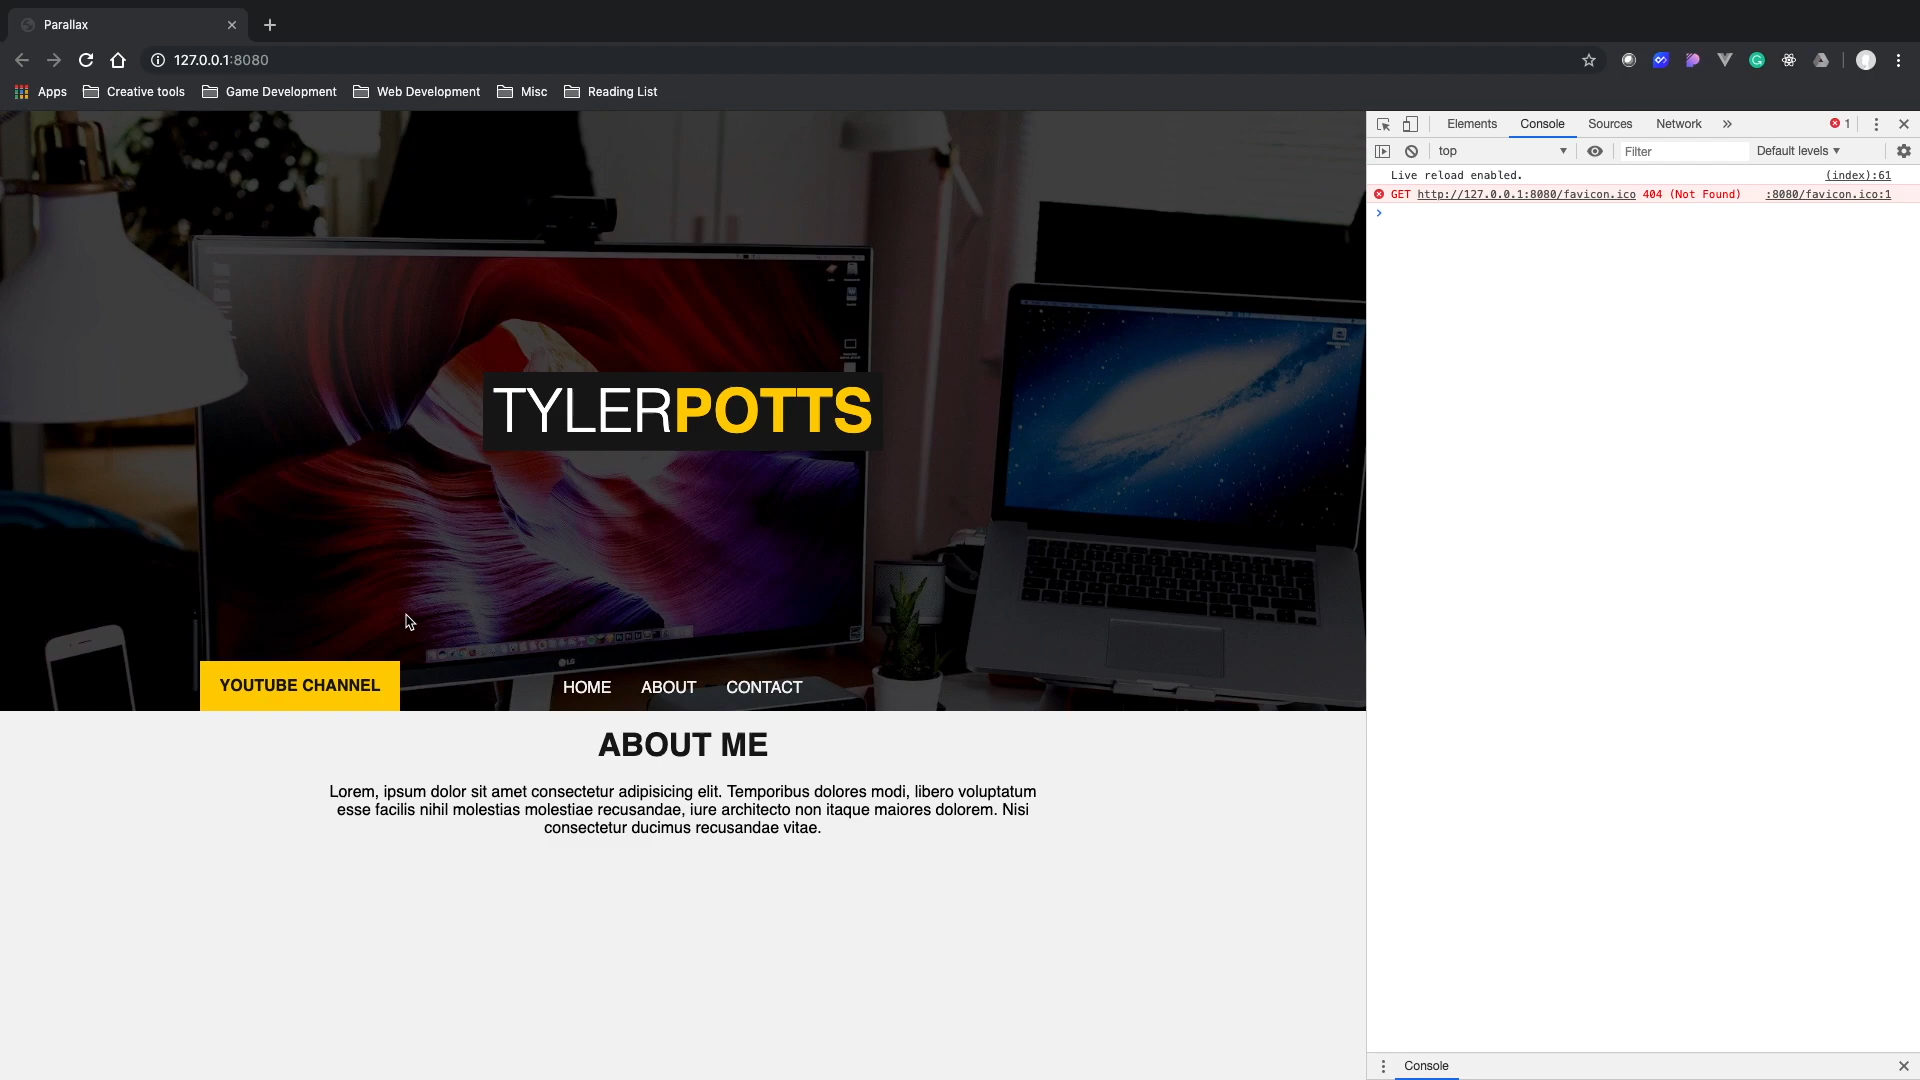 Parallax
127.0.0.1:8080
Apps Creative tools Game Development Web Development Misc Reading List
Elements Console Sources Network » 1
top Filter Default levels
Live reload enabled. (index):61
GET http://127.0.0.1:8080/favicon.ico 404 (Not Found) :8080/favicon.ico:1
TYLERPOTTS
YOUTUBE CHANNEL HOME ABOUT CONTACT
ABOUT ME
Lorem, ipsum dolor sit amet consectetur adipisicing elit. Temporibus dolores modi, libero voluptatum
esse facilis nihil molestias molestiae recusandae, iure architecto non itaque maiores dolorem. Nisi
consectetur ducimus recusandae vitae.
LG
Console